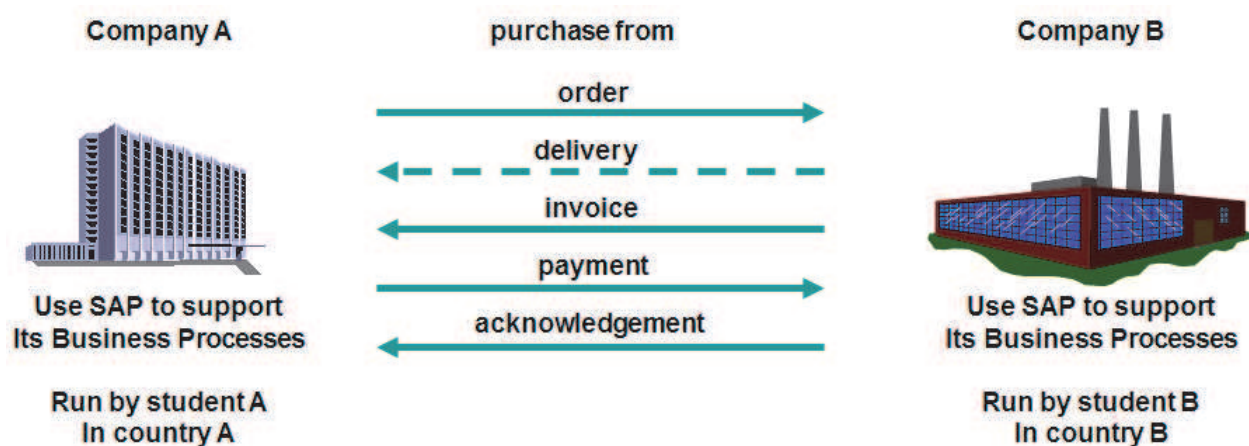 Company A
purchase from
Company B
order
delivery
invoice
payment
acknowledgement
Use SAP to support
Its Business Processes
Use SAP to support
Its Business Processes
Run by student A
In country A
Run by student B
In country B